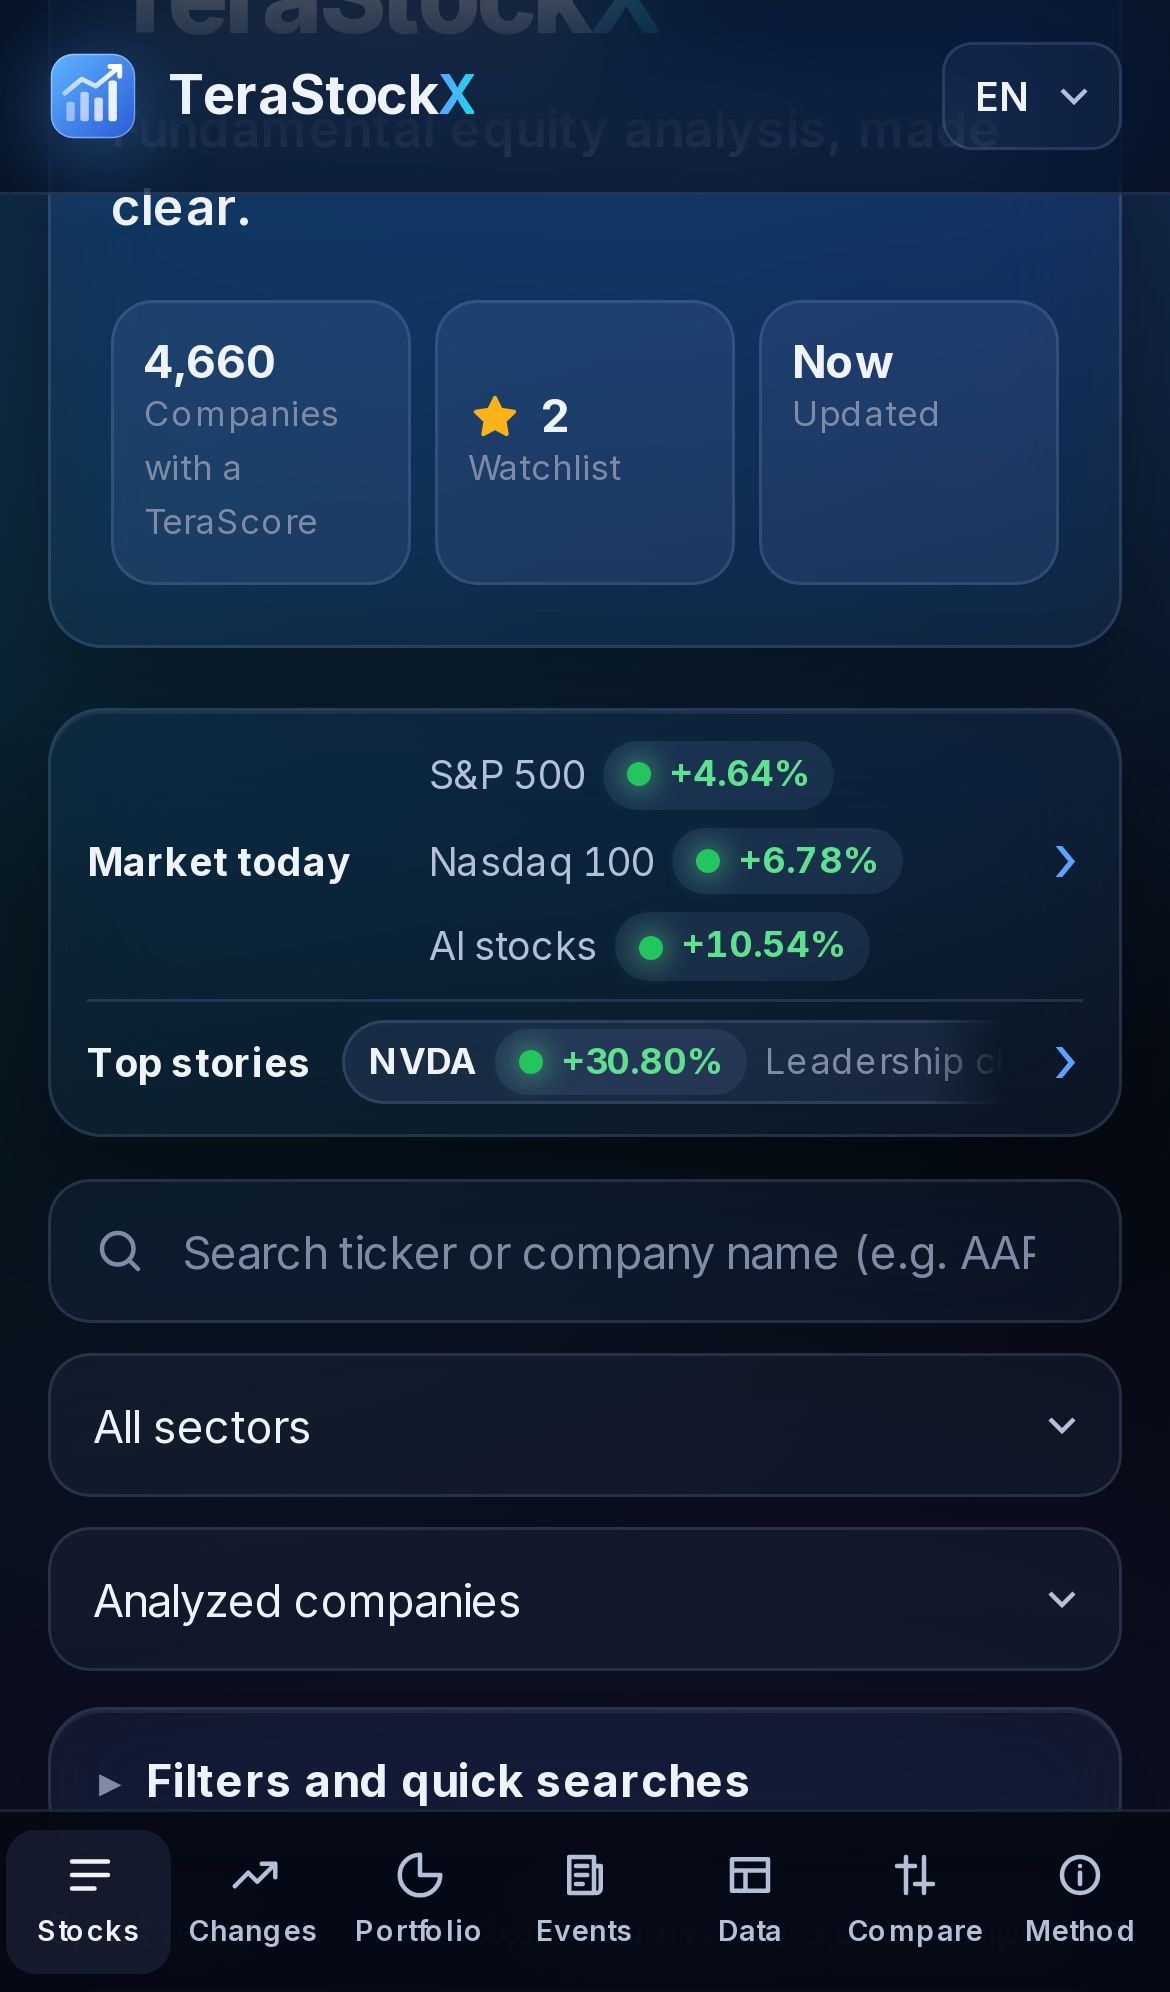 TeraStockX
TeraStockX
EN
Fundamental equity analysis, made
clear.
4,660
Companies
with a
TeraScore
2
Watchlist
Now
Updated
Market today
S&P 500 +4.64%
Nasdaq 100 +6.78%
AI stocks +10.54%
Top stories
NVDA +30.80% Leadership
Search ticker or company name (e.g. AAP
All sectors
Analyzed companies
Filters and quick searches
Stocks
Changes
Portfolio
Events
Data
Compare
Method